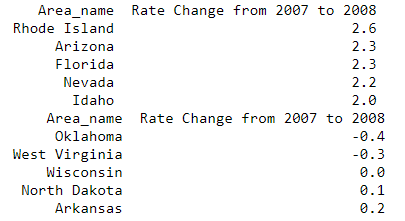 Area_name Rate Change from 2007 to 2008
Rhode Island 2.6
Arizona 2.3
Florida 2.3
Nevada 2.2
Idaho 2.0
Area_name Rate Change from 2007 to 2008
Oklahoma -0.4
West Virginia -0.3
Wisconsin 0.0
North Dakota 0.1
Arkansas 0.2